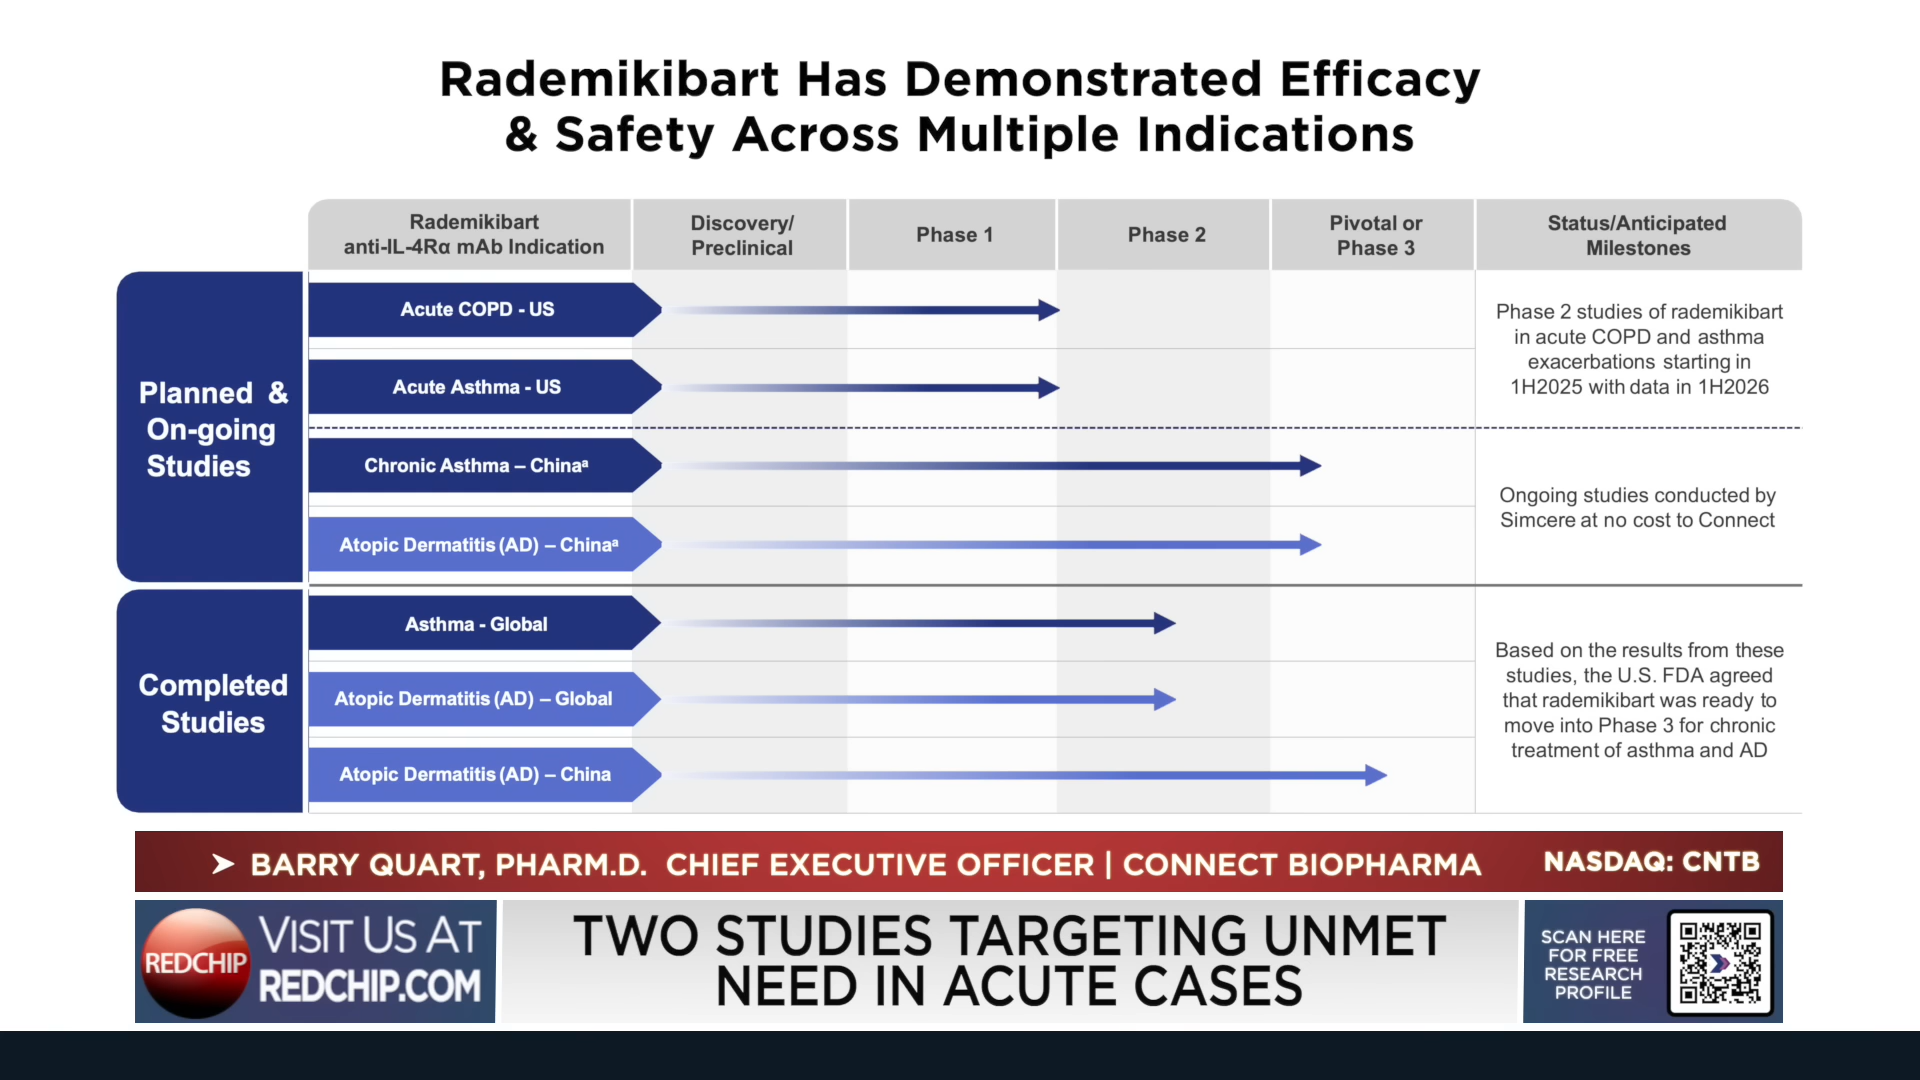 Rademikibart Has Demonstrated Efficacy
& Safety Across Multiple Indications
Rademikibart
anti-IL-4Rα mAb Indication
Discovery/
Preclinical
Phase 1
Phase 2
Pivotal or
Phase 3
Status/Anticipated
Milestones
Planned & 
On-going
Studies
Acute COPD - US
Acute Asthma - US
Phase 2 studies of rademikibart
in acute COPD and asthma
exacerbations starting in
1H2025 with data in 1H2026
Chronic Asthma – Chinaª
Atopic Dermatitis (AD) – Chinaª
Ongoing studies conducted by
Simcere at no cost to Connect
Completed
Studies
Asthma - Global
Atopic Dermatitis (AD) – Global
Atopic Dermatitis (AD) – China
Based on the results from these
studies, the U.S. FDA agreed
that rademikibart was ready to
move into Phase 3 for chronic
treatment of asthma and AD
➤ BARRY QUART, PHARM.D. CHIEF EXECUTIVE OFFICER | CONNECT BIOPHARMA
NASDAQ: CNTB
REDCHIP
VISIT US AT
REDCHIP.COM
TWO STUDIES TARGETING UNMET
NEED IN ACUTE CASES
SCAN HERE
FOR FREE
RESEARCH
PROFILE